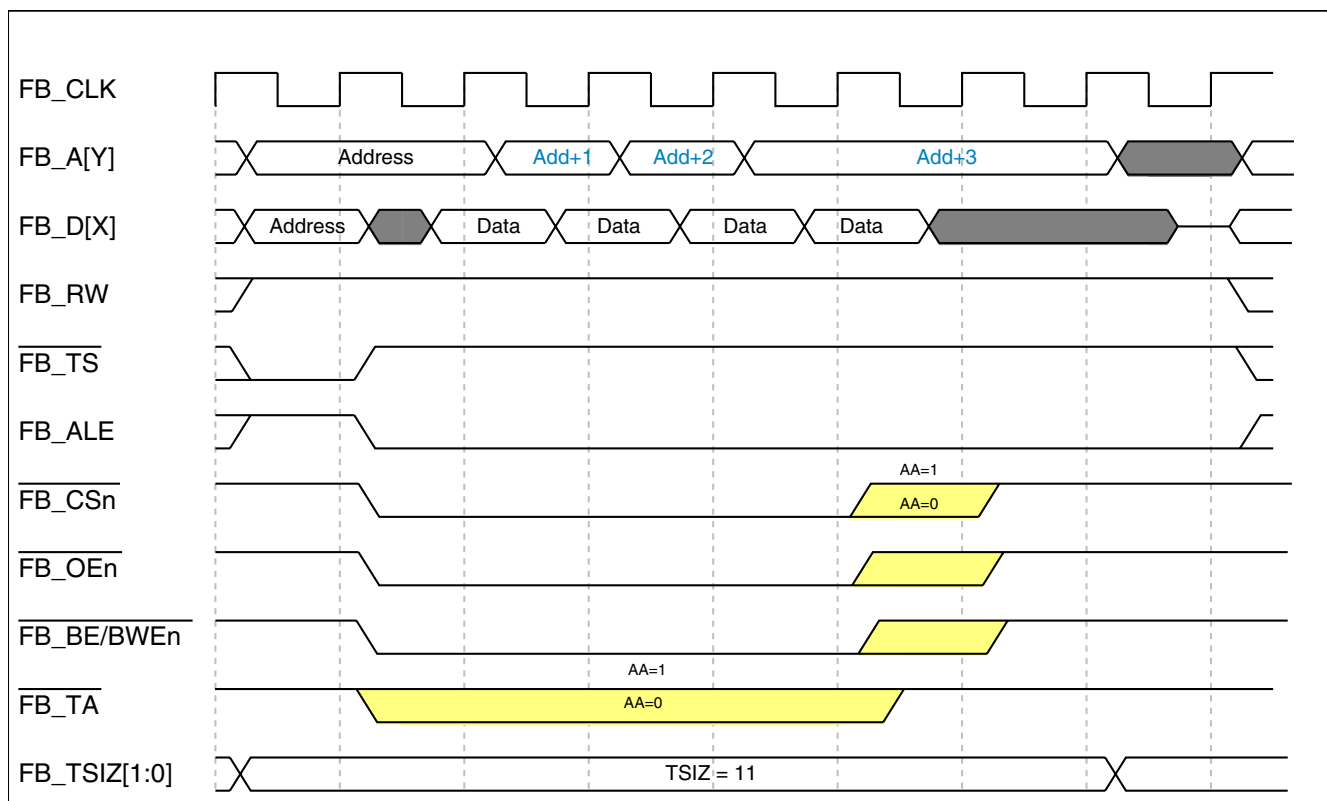 FB_CLK
FB_A[Y] Address Add+1 Add+2 Add+3
FB_D[X] Address Data Data Data Data
FB_RW
FB_TS
FB_ALE
AA=1
FB_CSn AA=0
FB_OEn
FB_BE/BWEn
AA=1
FB_TA AA=0
FB_TSIZ[1:0] TSIZ = 11